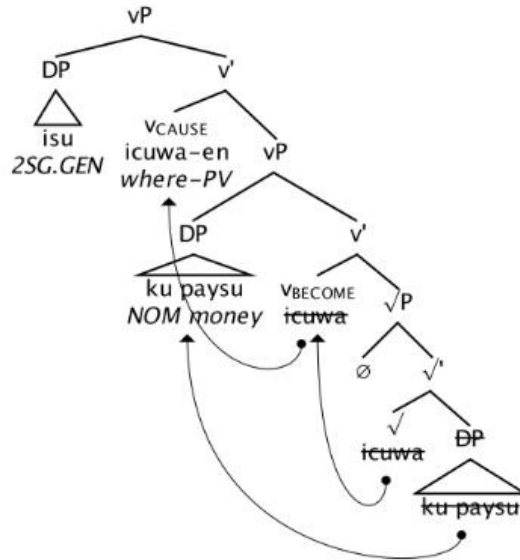 vP
DP v'
isu vCAUSE
2SG.GEN icuwa-en vP
where-PV
DP v'
ku paysu vBECOME √P
NOM money icuwa
∅ √'
√ DP
icuwa
ku paysu